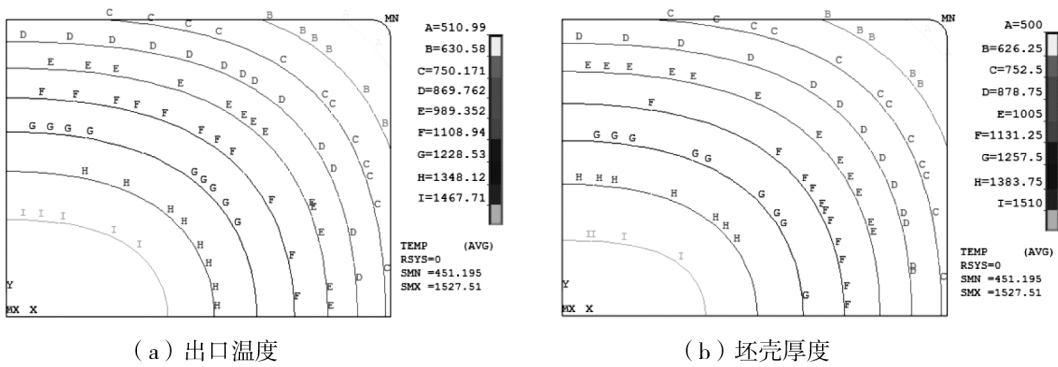 MN
A=510.99
B=630.58
C=750.171
D=869.762
E=989.352
F=1108.94
G=1228.53
H=1348.12
I=1467.71
TEMP (AVG)
RSYS=0
SMN =451.195
SMX =1527.51
C C C C C C C C C C C C
B B B B B B
D D D D D D D D D D D D D
E E E E E E E E E E E E
F F F F F F F F F F
G G G G G G G G G
H H H H H H H H H
I I I I I
Y
MX X
(a)出口温度
MN
A=500
B=626.25
C=752.5
D=878.75
E=1005
F=1131.25
G=1257.5
H=1383.75
I=1510
TEMP (AVG)
RSYS=0
SMN =451.195
SMX =1527.51
Y
MX X
(b)坯壳厚度